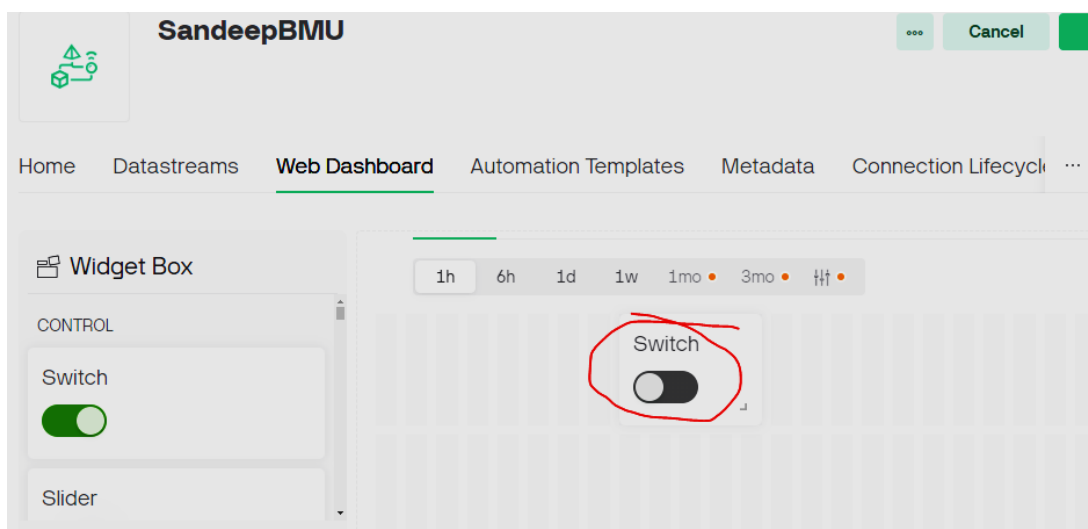 SandeepBMU
Cancel
Home Datastreams Web Dashboard Automation Templates Metadata Connection Lifecycl ...
Widget Box
1h 6h 1d 1w 1mo 3mo
CONTROL
Switch
Switch
Slider